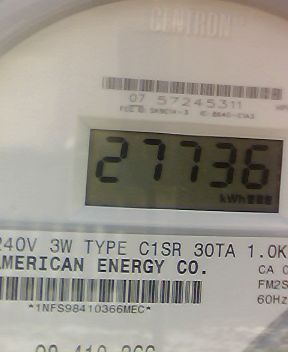 CENTRON
07 57245311
27736
kWh
240V 3W TYPE C1SR 30TA 1.0K
AMERICAN ENERGY CO.
CA 0
FM2S
60Hz
*1NFS98410366MEC*